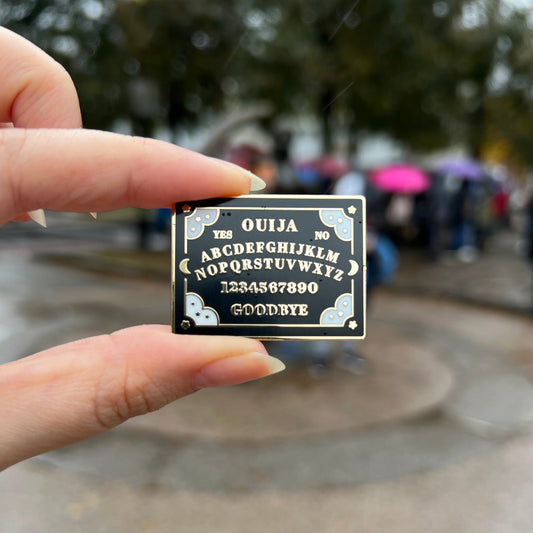 OUIJA
YES NO
ABCDEFGHIJKLM
NOPQRSTUVWXYZ
1234567890
GOODBYE